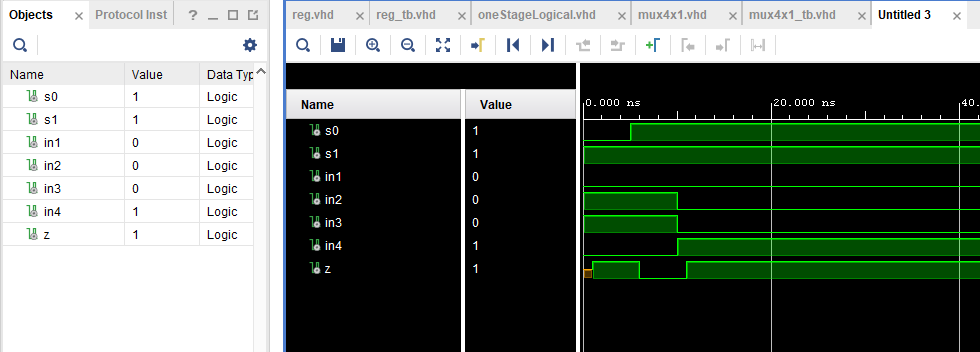 Objects Protocol Inst
Name Value Data Typ
s0 1 Logic
s1 1 Logic
in1 0 Logic
in2 0 Logic
in3 0 Logic
in4 1 Logic
z 1 Logic
reg.vhd reg_tb.vhd oneStageLogical.vhd mux4x1.vhd mux4x1_tb.vhd Untitled 3
Name Value
0.000 ns 20.000 ns 40.
s0 1
s1 1
in1 0
in2 0
in3 0
in4 1
z 1